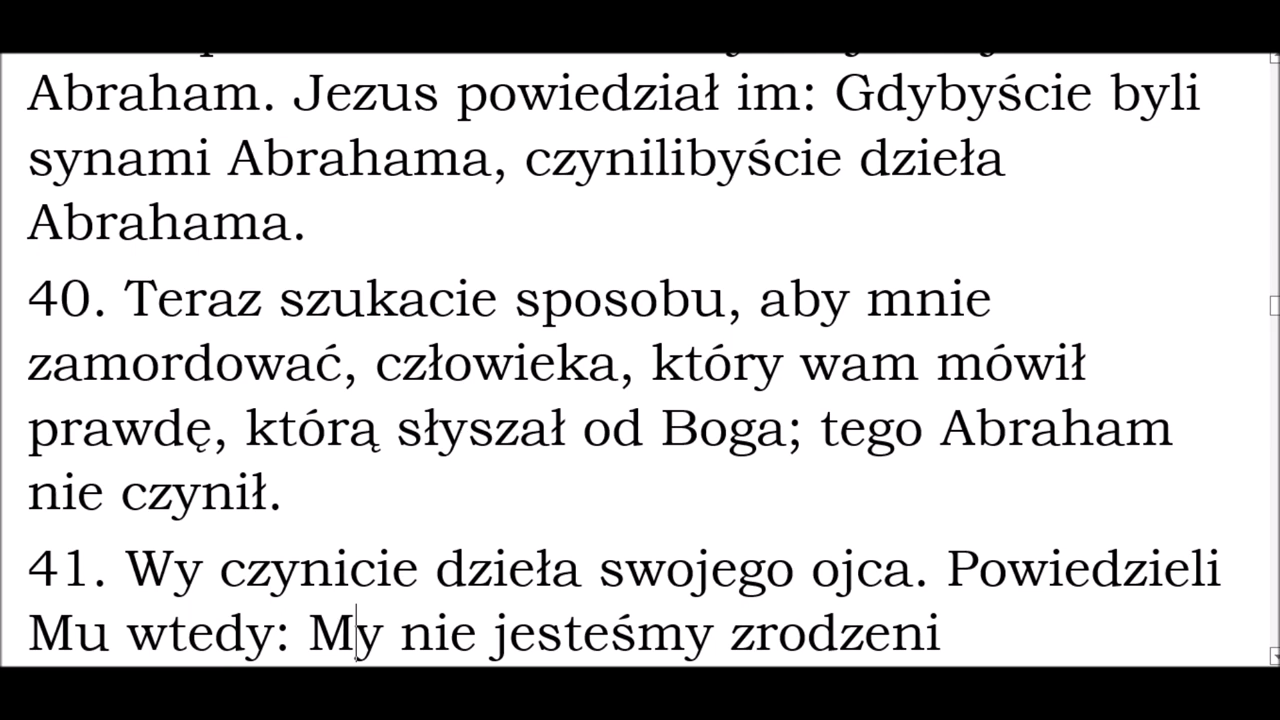 Abraham. Jezus powiedział im: Gdybyście byli
synami Abrahama, czynilibyście dzieła
Abrahama.
40. Teraz szukacie sposobu, aby mnie
zamordować, człowieka, który wam mówił
prawdę, którą słyszał od Boga; tego Abraham
nie czynił.
41. Wy czynicie dzieła swojego ojca. Powiedzieli
Mu wtedy: My nie jesteśmy zrodzeni